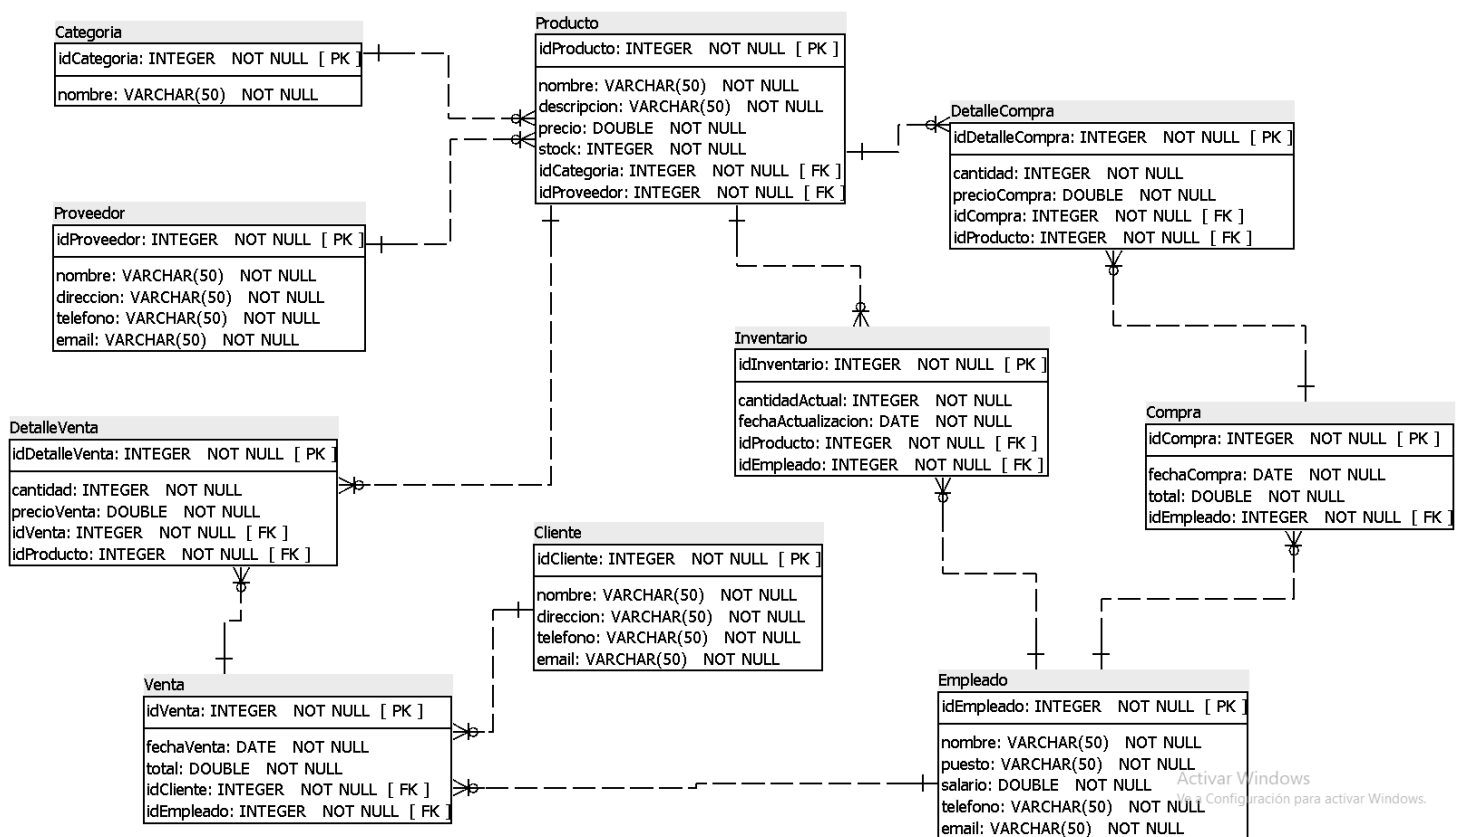 Categoria
idCategoria: INTEGER NOT NULL [ PK ]
nombre: VARCHAR(50) NOT NULL
Producto
idProducto: INTEGER NOT NULL [ PK ]
nombre: VARCHAR(50) NOT NULL
descripcion: VARCHAR(50) NOT NULL
precio: DOUBLE NOT NULL
stock: INTEGER NOT NULL
idCategoria: INTEGER NOT NULL [ FK ]
idProveedor: INTEGER NOT NULL [ FK ]
DetalleCompra
idDetalleCompra: INTEGER NOT NULL [ PK ]
cantidad: INTEGER NOT NULL
precioCompra: DOUBLE NOT NULL
idCompra: INTEGER NOT NULL [ FK ]
idProducto: INTEGER NOT NULL [ FK ]
Proveedor
idProveedor: INTEGER NOT NULL [ PK ]
nombre: VARCHAR(50) NOT NULL
direccion: VARCHAR(50) NOT NULL
telefono: VARCHAR(50) NOT NULL
email: VARCHAR(50) NOT NULL
Inventario
idInventario: INTEGER NOT NULL [ PK ]
cantidadActual: INTEGER NOT NULL
fechaActualizacion: DATE NOT NULL
idProducto: INTEGER NOT NULL [ FK ]
idEmpleado: INTEGER NOT NULL [ FK ]
Compra
idCompra: INTEGER NOT NULL [ PK ]
fechaCompra: DATE NOT NULL
total: DOUBLE NOT NULL
idEmpleado: INTEGER NOT NULL [ FK ]
DetalleVenta
idDetalleVenta: INTEGER NOT NULL [ PK ]
cantidad: INTEGER NOT NULL
precioVenta: DOUBLE NOT NULL
idVenta: INTEGER NOT NULL [ FK ]
idProducto: INTEGER NOT NULL [ FK ]
Cliente
idCliente: INTEGER NOT NULL [ PK ]
nombre: VARCHAR(50) NOT NULL
direccion: VARCHAR(50) NOT NULL
telefono: VARCHAR(50) NOT NULL
email: VARCHAR(50) NOT NULL
Venta
idVenta: INTEGER NOT NULL [ PK ]
fechaVenta: DATE NOT NULL
total: DOUBLE NOT NULL
idCliente: INTEGER NOT NULL [ FK ]
idEmpleado: INTEGER NOT NULL [ FK ]
Empleado
idEmpleado: INTEGER NOT NULL [ PK ]
nombre: VARCHAR(50) NOT NULL
puesto: VARCHAR(50) NOT NULL
salario: DOUBLE NOT NULL
telefono: VARCHAR(50) NOT NULL
email: VARCHAR(50) NOT NULL
Activar Windows
Ve a Configuración para activar Windows.